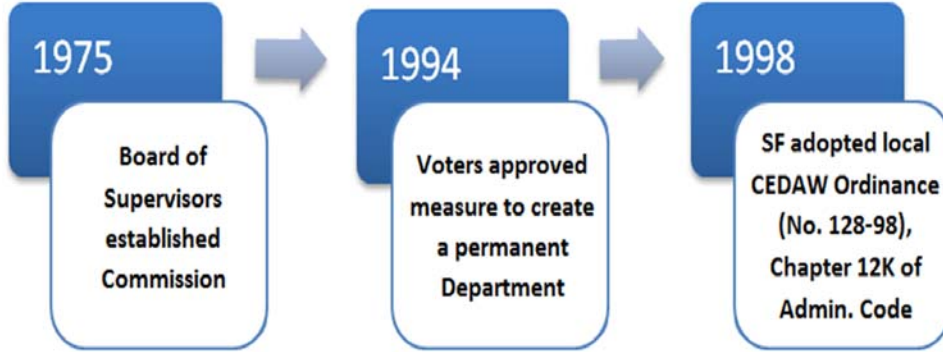 1975
Board of
Supervisors
established
Commission
1994
Voters approved
measure to create
a permanent
Department
1998
SF adopted local
CEDAW Ordinance
(No. 128-98),
Chapter 12K of
Admin. Code